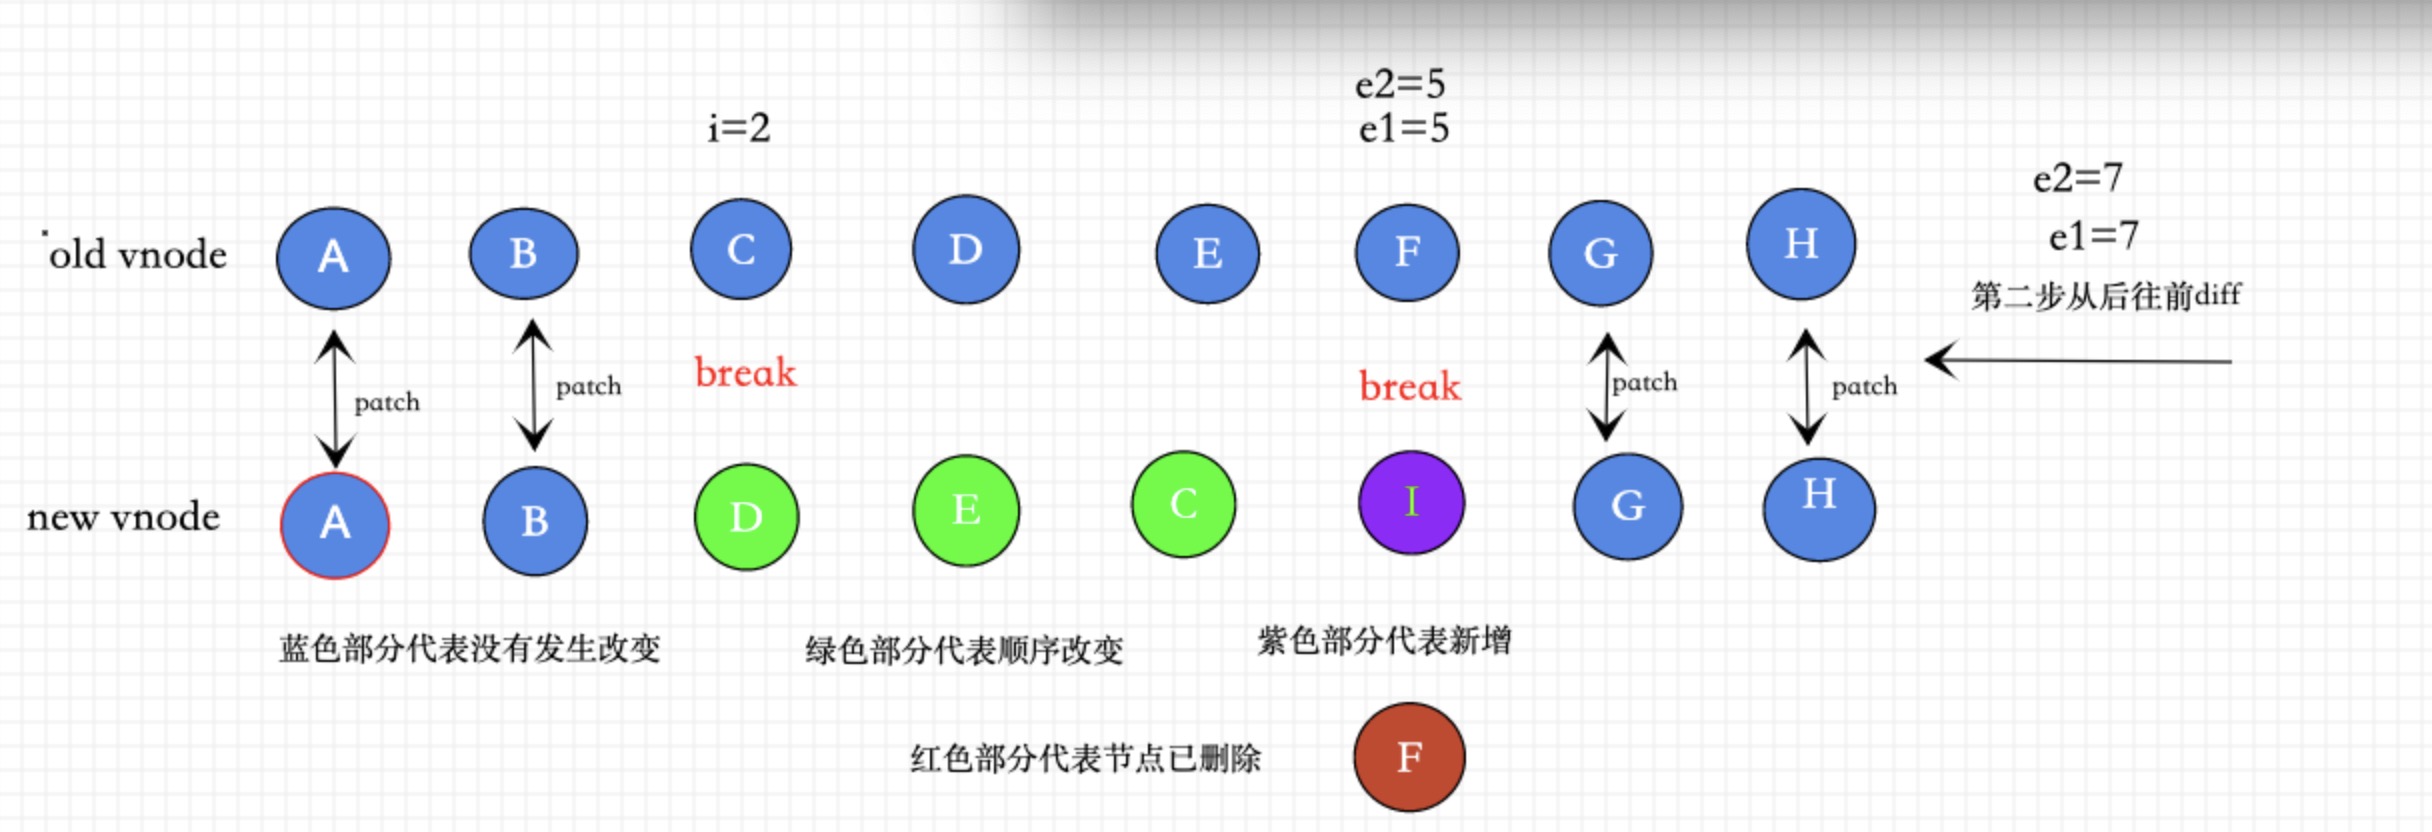 e2=5
i=2
e1=5
e2=7
e1=7
old vnode
A
B
C
D
E
F
G
H
第二步从后往前diff
patch
patch
break
break
patch
patch
new vnode
A
B
D
E
C
I
G
H
蓝色部分代表没有发生改变
绿色部分代表顺序改变
紫色部分代表新增
红色部分代表节点已删除
F